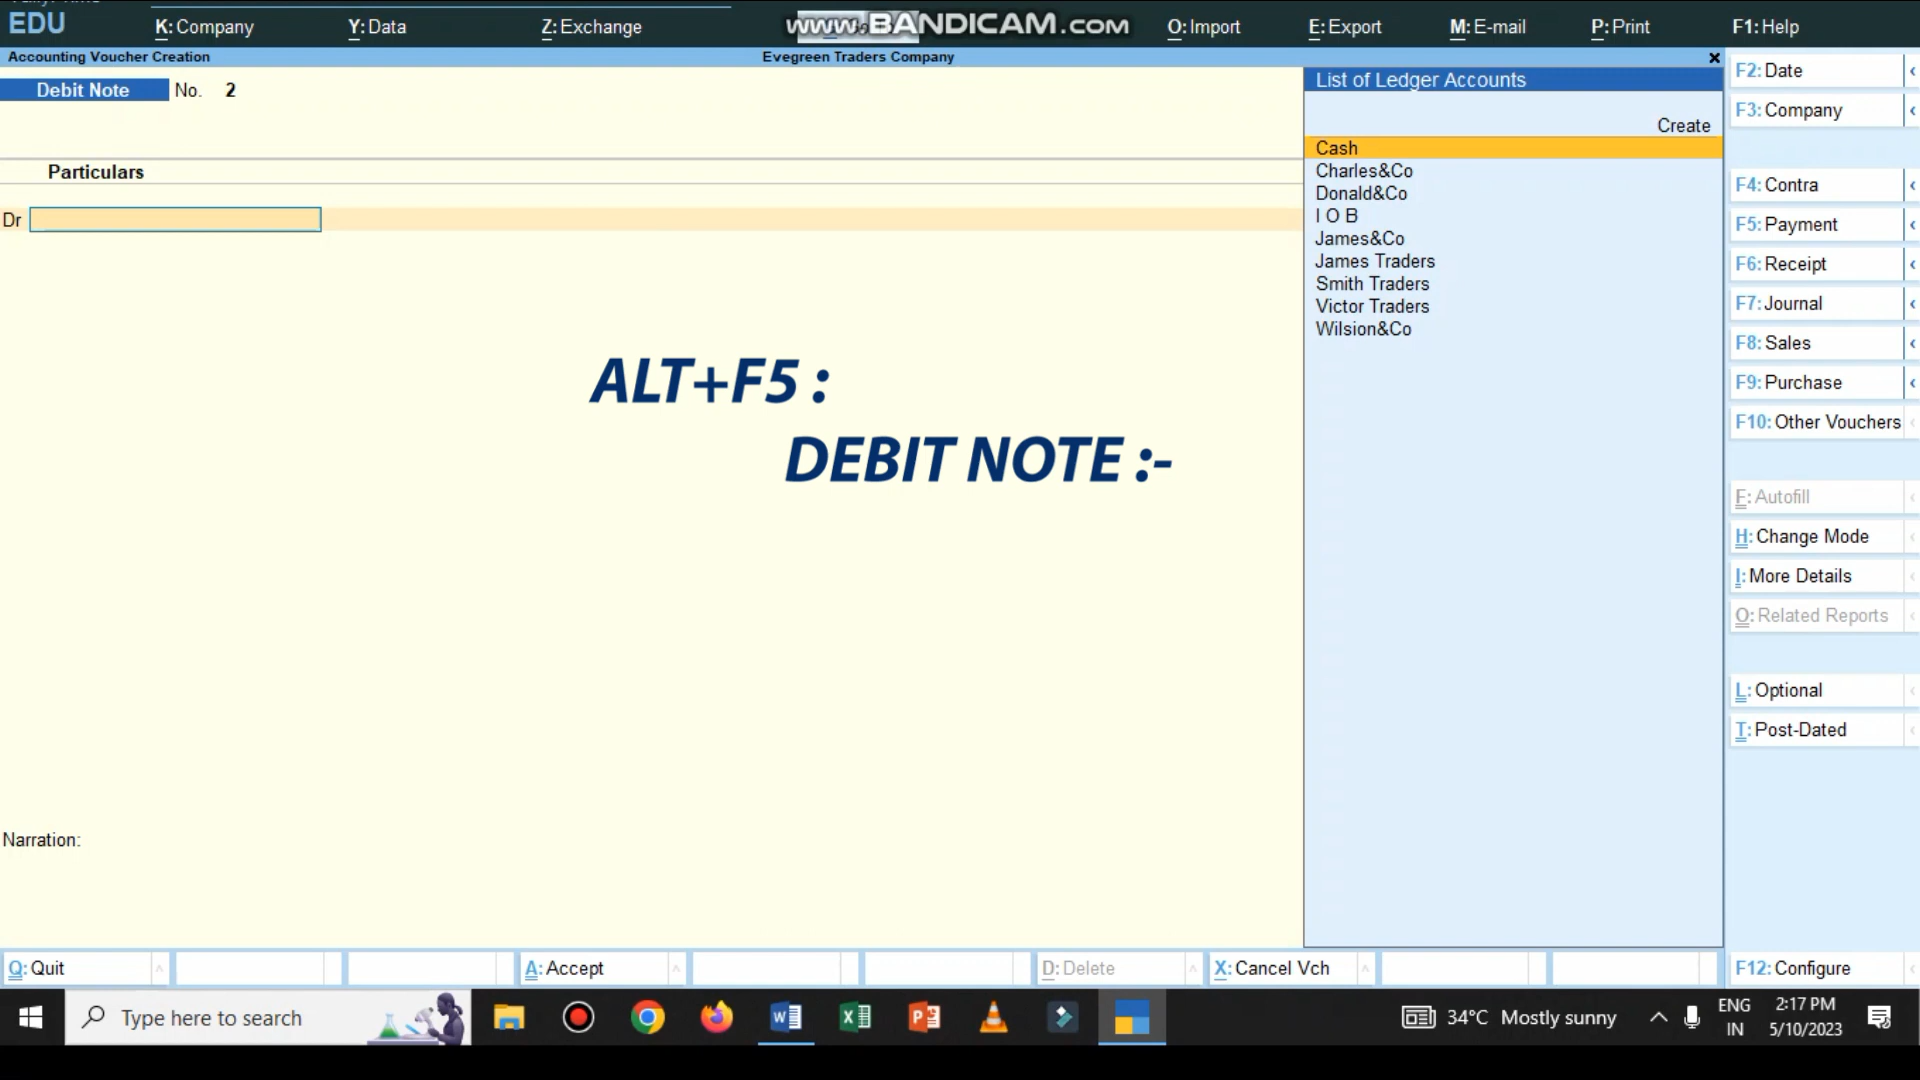 EDU
K: Company
Y: Data
Z: Exchange
www.BANDICAM.com
O: Import
E: Export
M: E-mail
P: Print
F1: Help
Accounting Voucher Creation
Evegreen Traders Company
Debit Note No. 2
Particulars
Dr
ALT+F5 :
DEBIT NOTE :-
Narration:
List of Ledger Accounts
Create
Cash
Charles&Co
Donald&Co
I O B
James&Co
James Traders
Smith Traders
Victor Traders
Wilsion&Co
F2: Date
F3: Company
F4: Contra
F5: Payment
F6: Receipt
F7: Journal
F8: Sales
F9: Purchase
F10: Other Vouchers
F: Autofill
H: Change Mode
I: More Details
O: Related Reports
L: Optional
T: Post-Dated
Q: Quit
A: Accept
D: Delete
X: Cancel Vch
F12: Configure
Type here to search
34°C Mostly sunny
ENG
IN
2:17 PM
5/10/2023